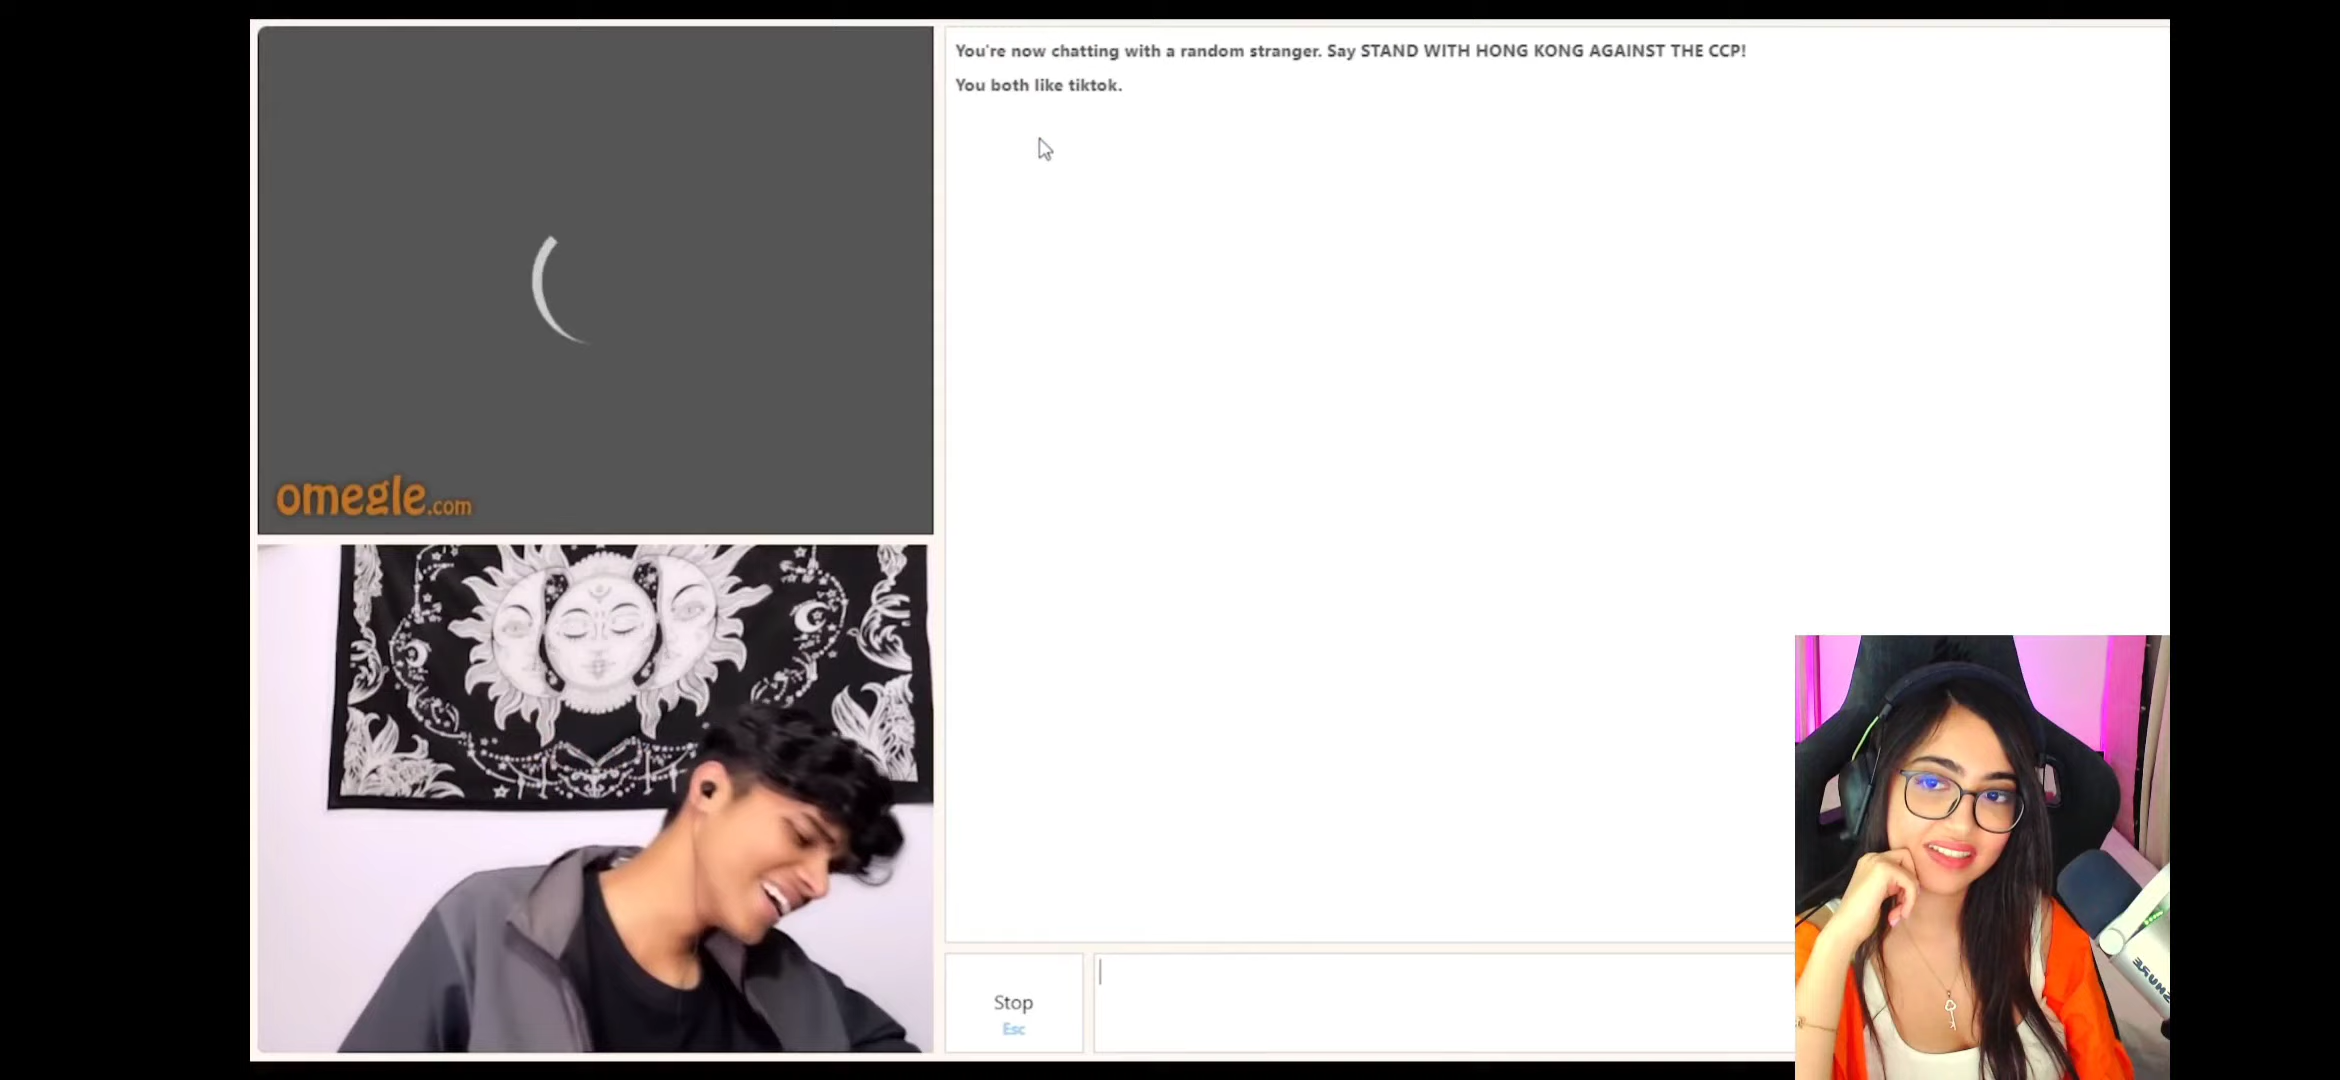 You're now chatting with a random stranger. Say STAND WITH HONG KONG AGAINST THE CCP!
You both like tiktok.
omegle.com
Stop
Esc
SHURE